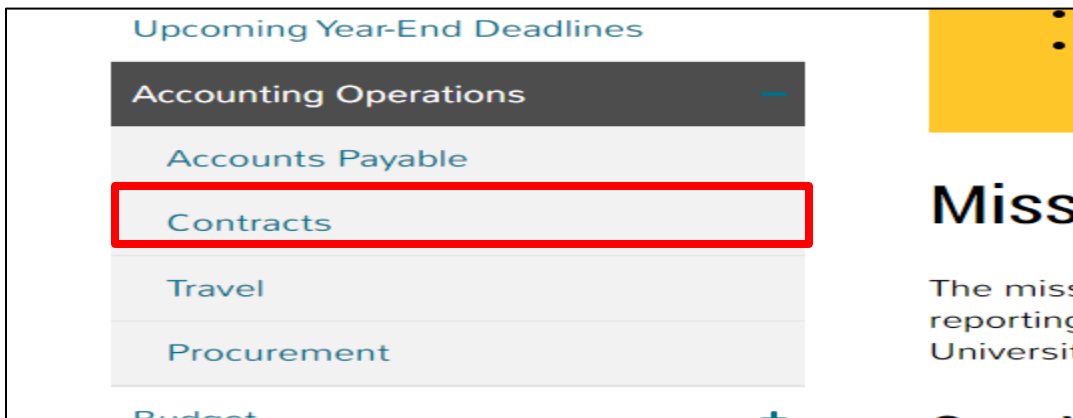 Upcoming Year-End Deadlines
Accounting Operations
Accounts Payable
Contracts
Travel
Procurement
Budget
Miss
The miss
reporting
Universit